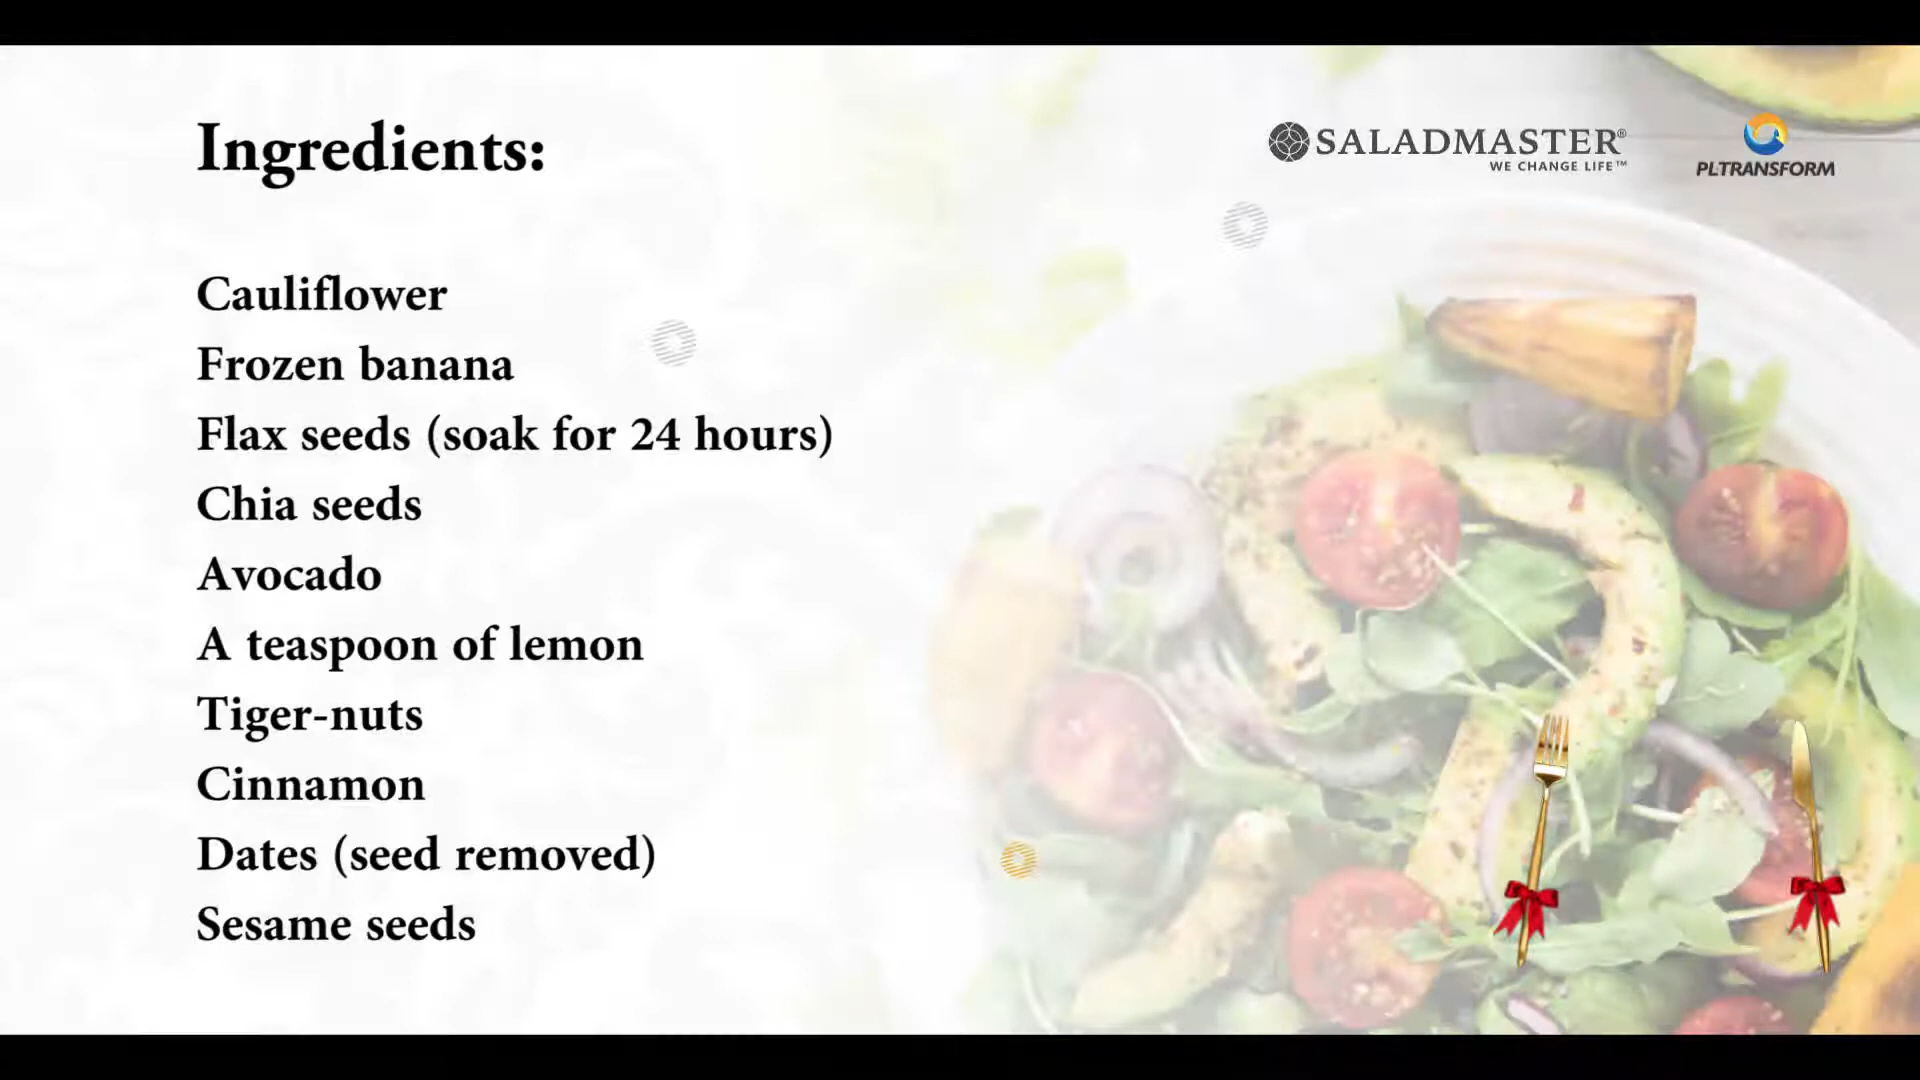 Ingredients:
SALADMASTER®
WE CHANGE LIFE™
PLTRANSFORM
Cauliflower
Frozen banana
Flax seeds (soak for 24 hours)
Chia seeds
Avocado
A teaspoon of lemon
Tiger-nuts
Cinnamon
Dates (seed removed)
Sesame seeds